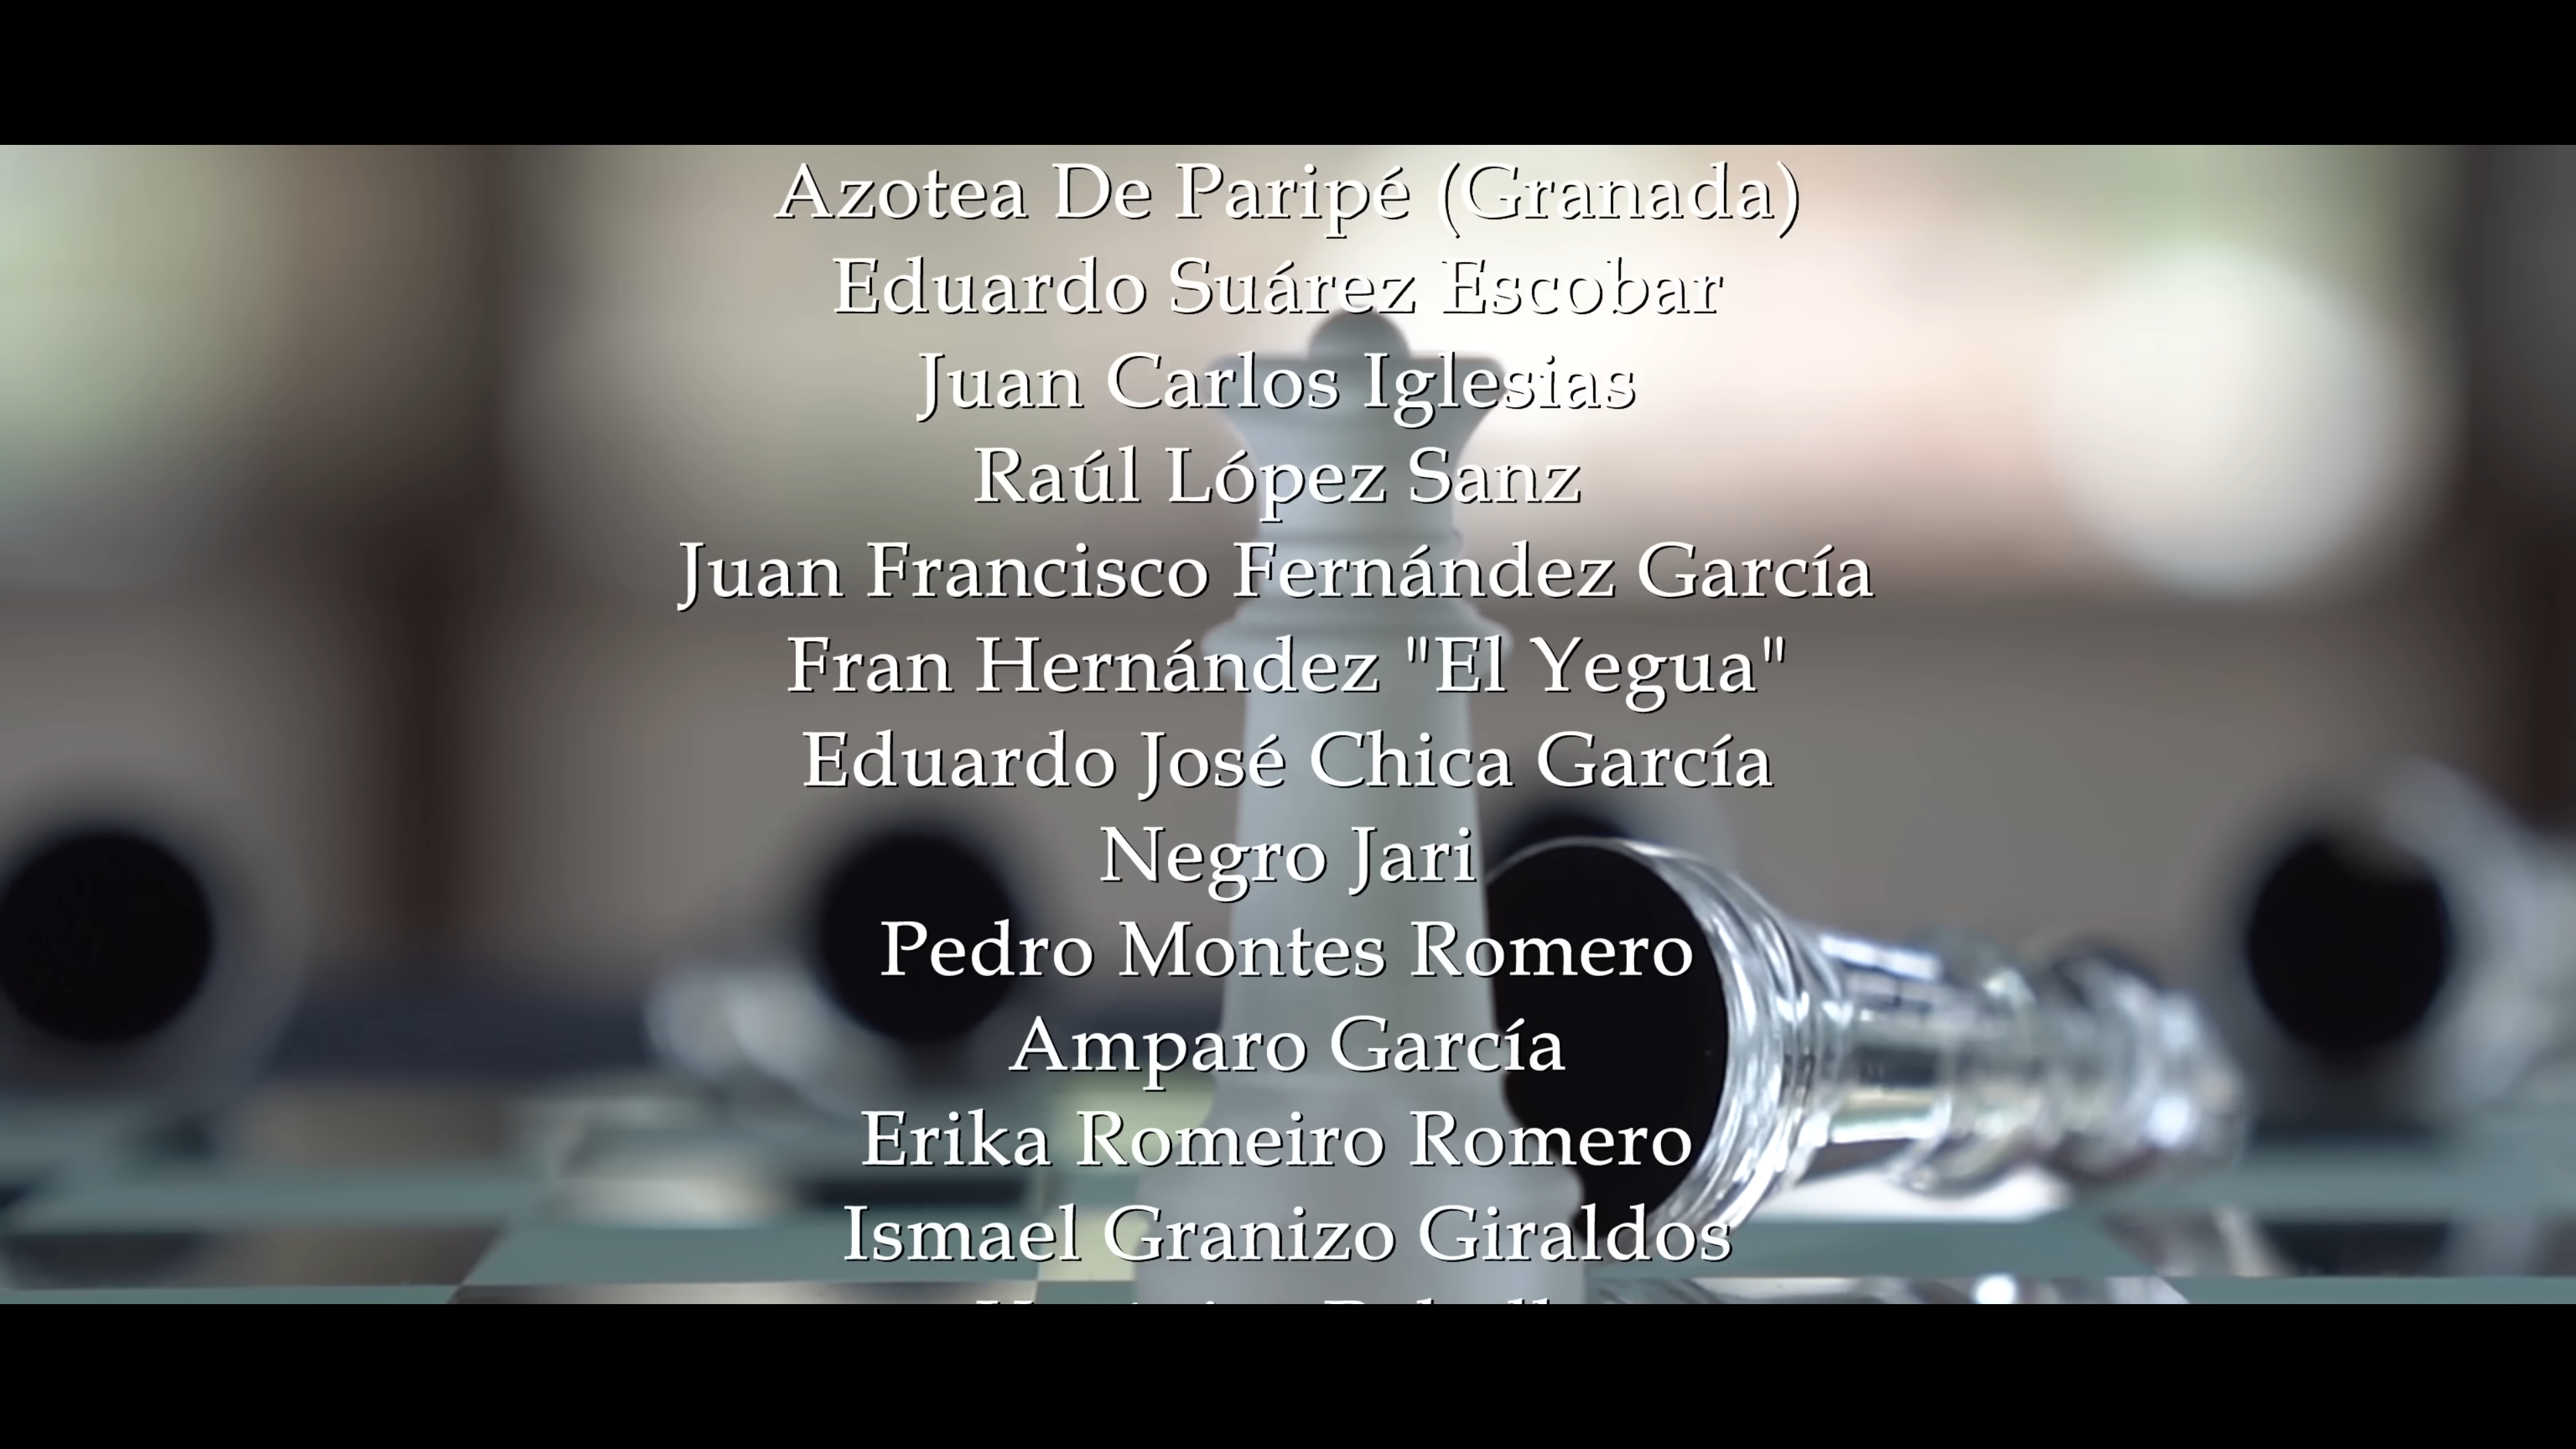 Azotea De Paripé (Granada)
Eduardo Suárez Escobar
Juan Carlos Iglesias
Raúl López Sanz
Juan Francisco Fernández García
Fran Hernández "El Yegua"
Eduardo José Chica García
Negro Jari
Pedro Montes Romero
Amparo García
Erika Romeiro Romero
Ismael Granizo Giraldos